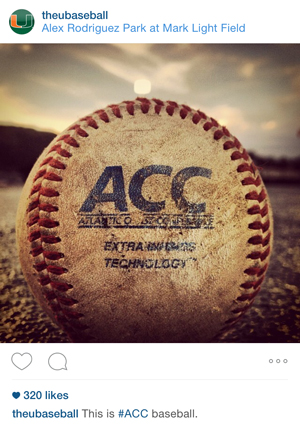 theubaseball
Alex Rodriguez Park at Mark Light Field
ACC
ATLANTIC COAST CONFERENCE
EXTRA INNINGS
TECHNOLOGY
320 likes
theubaseball This is #ACC baseball.